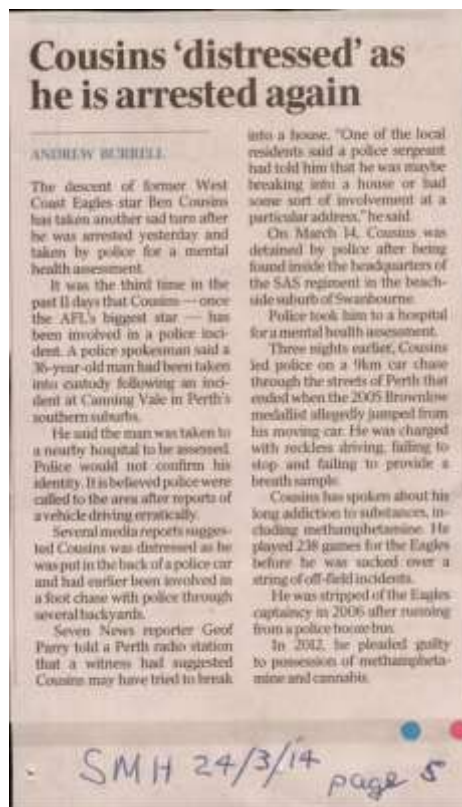 Cousins ‘distressed’ as
he is arrested again
ANDREW BURRELL
The descent of former West
Coast Eagles star Ben Cousins
has taken another sad turn after
he was arrested yesterday and
taken by police for a mental
health assessment.
It was the third time in the
past 11 days that Cousins — once
the AFL's biggest star — has
been involved in a police inci-
dent. A police spokesman said a
36-year-old man had been taken
into custody following an inci-
dent at Canning Vale in Perth's
southern suburbs.
He said the man was taken to
a nearby hospital to be assessed.
Police would not confirm his
identity. It is believed police were
called to the area after reports of
a vehicle driving erratically.
Several media reports sugges-
ted Cousins was distressed as he
was put in the back of a police car
and had earlier been involved in
a foot chase with police through
several backyards.
Seven News reporter Geof
Parry told a Perth radio station
that a witness had suggested
Cousins may have tried to break
into a house. “One of the local
residents said a police sergeant
had told him that he was maybe
breaking into a house or had
some sort of involvement at a
particular address,” he said.
On March 14, Cousins was
detained by police after being
found inside the headquarters of
the SAS regiment in the beach-
side suburb of Swanbourne.
Police took him to a hospital
for a mental health assessment.
Three nights earlier, Cousins
led police on a 9km car chase
through the streets of Perth that
ended when the 2005 Brownlow
medallist allegedly jumped from
his moving car. He was charged
with reckless driving, failing to
stop and failing to provide a
breath sample.
Cousins has spoken about his
long addiction to substances, in-
cluding methamphetamine. He
played 238 games for the Eagles
before he was sacked over a
string of off-field incidents.
He was stripped of the Eagles
captaincy in 2006 after running
from a police booze bus.
In 2012, he pleaded guilty
to possession of methampheta-
mine and cannabis.
SMH 24/3/14 page 5